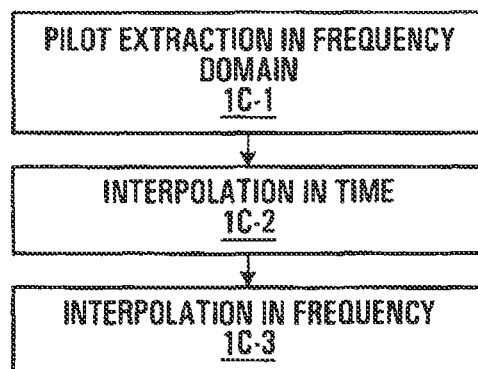 PILOT EXTRACTION IN FREQUENCY
DOMAIN
1C-1
INTERPOLATION IN TIME
1C-2
INTERPOLATION IN FREQUENCY
1C-3